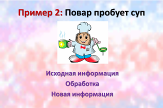 Пример 2: Повар пробует суп
Исходная информация
Обработка
Новая информация